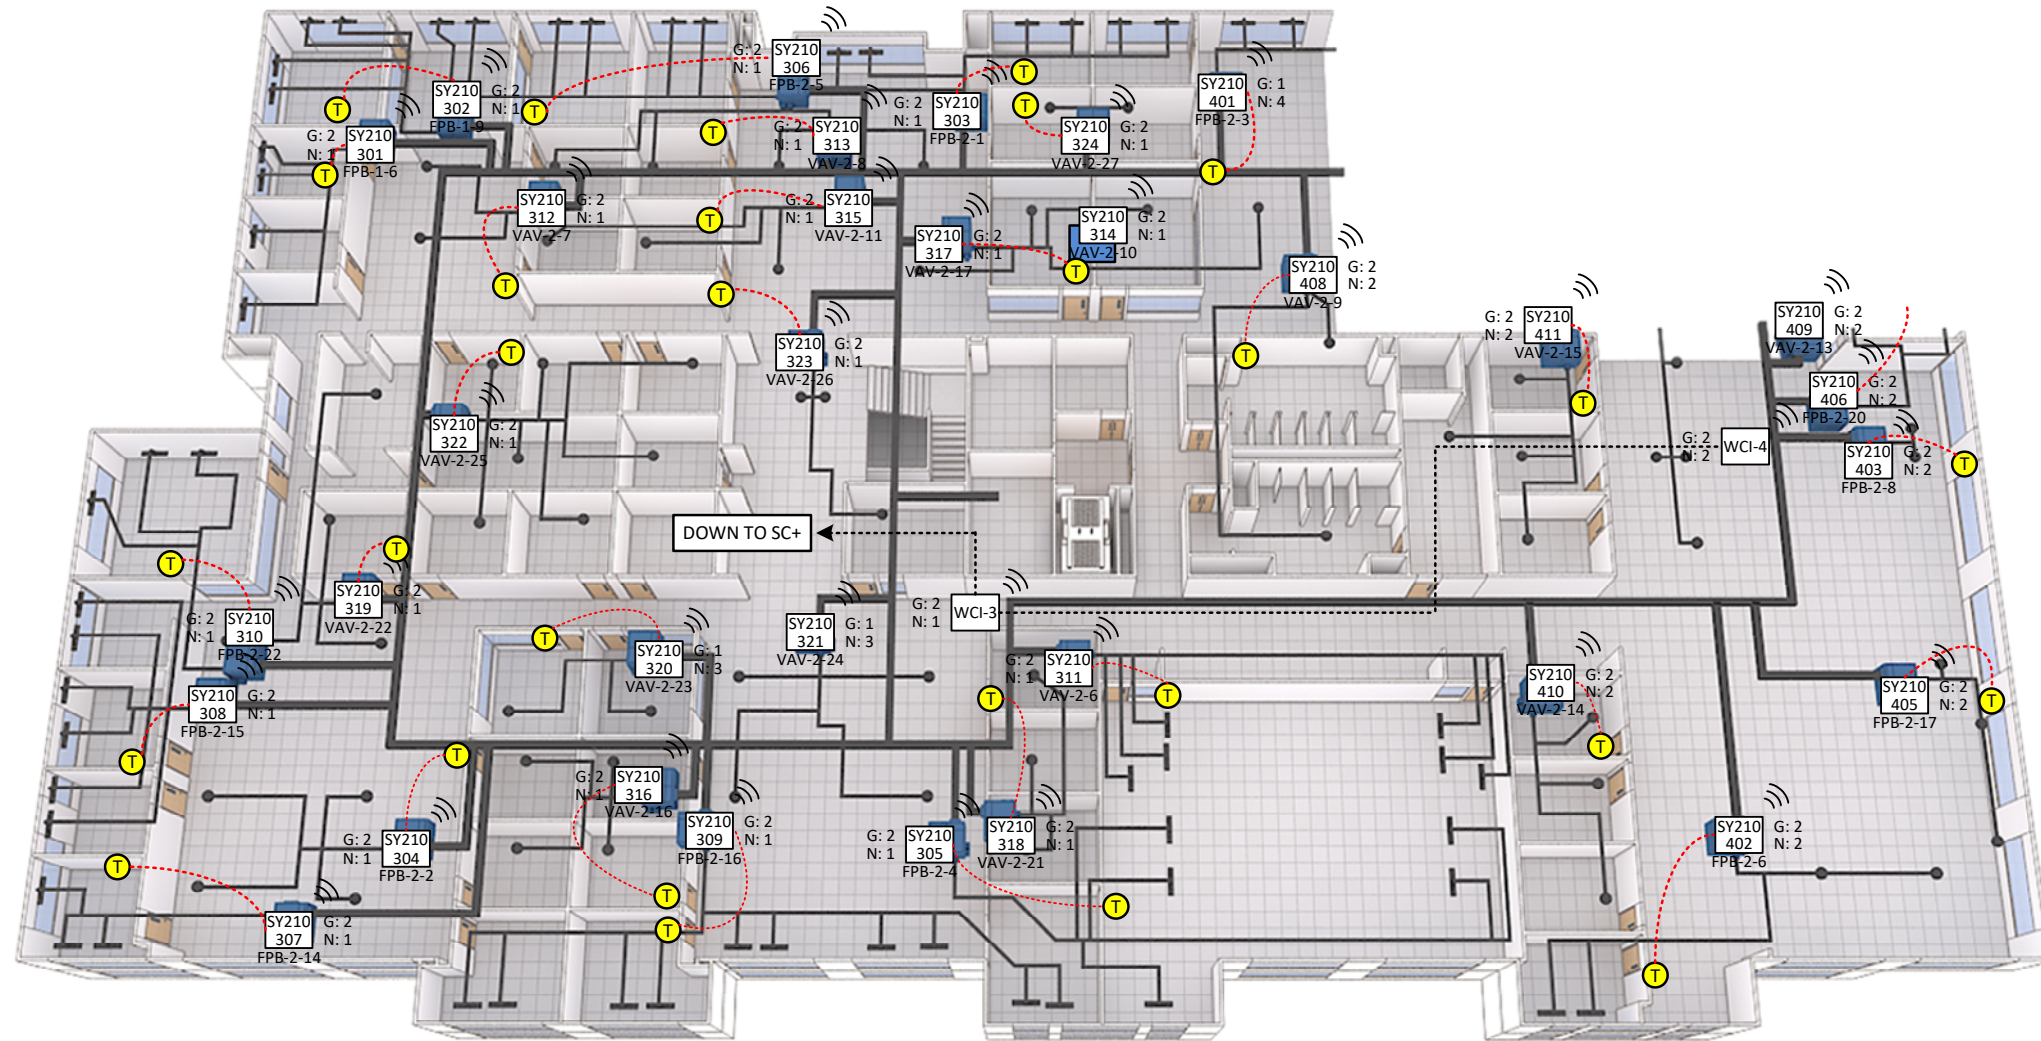 G: 2
N: 1
SY210
306
FPB-2-5
SY210
302
G: 2
N: 1
FPB-1-9
G: 2
N: 1
SY210
301
FPB-1-6
T
T
T
T
G: 2
N: 1
SY210
313
VAV-2-8
G: 2
N: 1
SY210
303
FPB-2-1
T
T
SY210
324
G: 2
N: 1
VAV-2-27
SY210
401
G: 1
N: 4
FPB-2-3
T
SY210
312
G: 2
N: 1
VAV-2-7
T
T
G: 2
N: 1
SY210
315
VAV-2-11
SY210
317
G: 2
N: 1
VAV-2-17
SY210
314
G: 2
N: 1
VAV-2-10
T
T
SY210
323
G: 2
N: 1
VAV-2-26
SY210
408
G: 2
N: 2
VAV-2-9
T
G: 2
N: 2
SY210
411
VAV-2-15
T
SY210
409
G: 2
N: 2
VAV-2-13
SY210
406
G: 2
N: 2
FPB-2-20
SY210
403
G: 2
N: 2
FPB-2-8
T
G: 2
N: 2
WCI-4
T
SY210
322
G: 2
N: 1
VAV-2-25
DOWN TO SC+
T
T
SY210
319
G: 2
N: 1
VAV-2-22
G: 2
N: 1
SY210
310
FPB-2-22
SY210
308
G: 2
N: 1
FPB-2-15
T
T
SY210
320
G: 1
N: 3
VAV-2-23
SY210
321
G: 1
N: 3
VAV-2-24
G: 2
N: 1
WCI-3
G: 2
N: 1
SY210
311
VAV-2-6
T
T
SY210
410
G: 2
N: 2
VAV-2-14
T
SY210
405
G: 2
N: 2
FPB-2-17
T
T
G: 2
N: 1
SY210
304
FPB-2-2
T
SY210
307
G: 2
N: 1
FPB-2-14
G: 2
N: 1
SY210
316
VAV-2-16
SY210
309
G: 2
N: 1
FPB-2-16
T
T
G: 2
N: 1
SY210
305
FPB-2-4
SY210
318
G: 2
N: 1
VAV-2-21
T
SY210
402
G: 2
N: 2
FPB-2-6
T